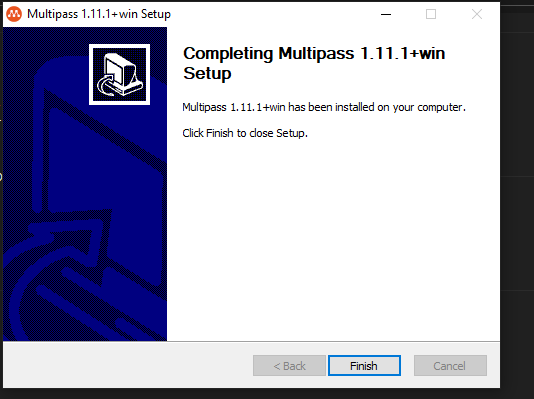 Multipass 1.11.1+win Setup
Completing Multipass 1.11.1+win
Setup
Multipass 1.11.1+win has been installed on your computer.
Click Finish to close Setup.
< Back
Finish
Cancel